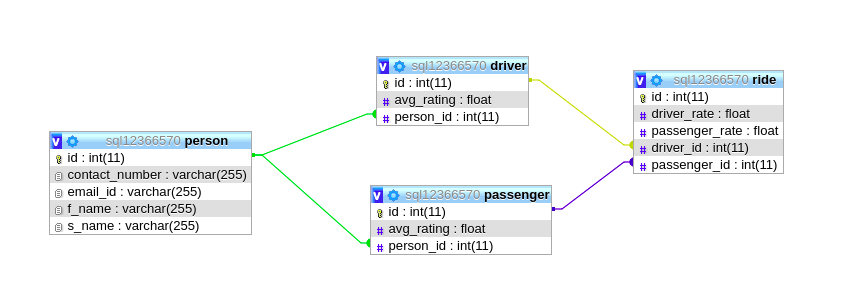 V sql12366570 driver
id : int(11)
# avg_rating : float
# person_id : int(11)
V sql12366570 ride
id : int(11)
# driver_rate : float
# passenger_rate : float
# driver_id : int(11)
# passenger_id : int(11)
V sql12366570 person
id : int(11)
contact_number : varchar(255)
email_id : varchar(255)
f_name : varchar(255)
s_name : varchar(255)
V sql12366570 passenger
id : int(11)
# avg_rating : float
# person_id : int(11)